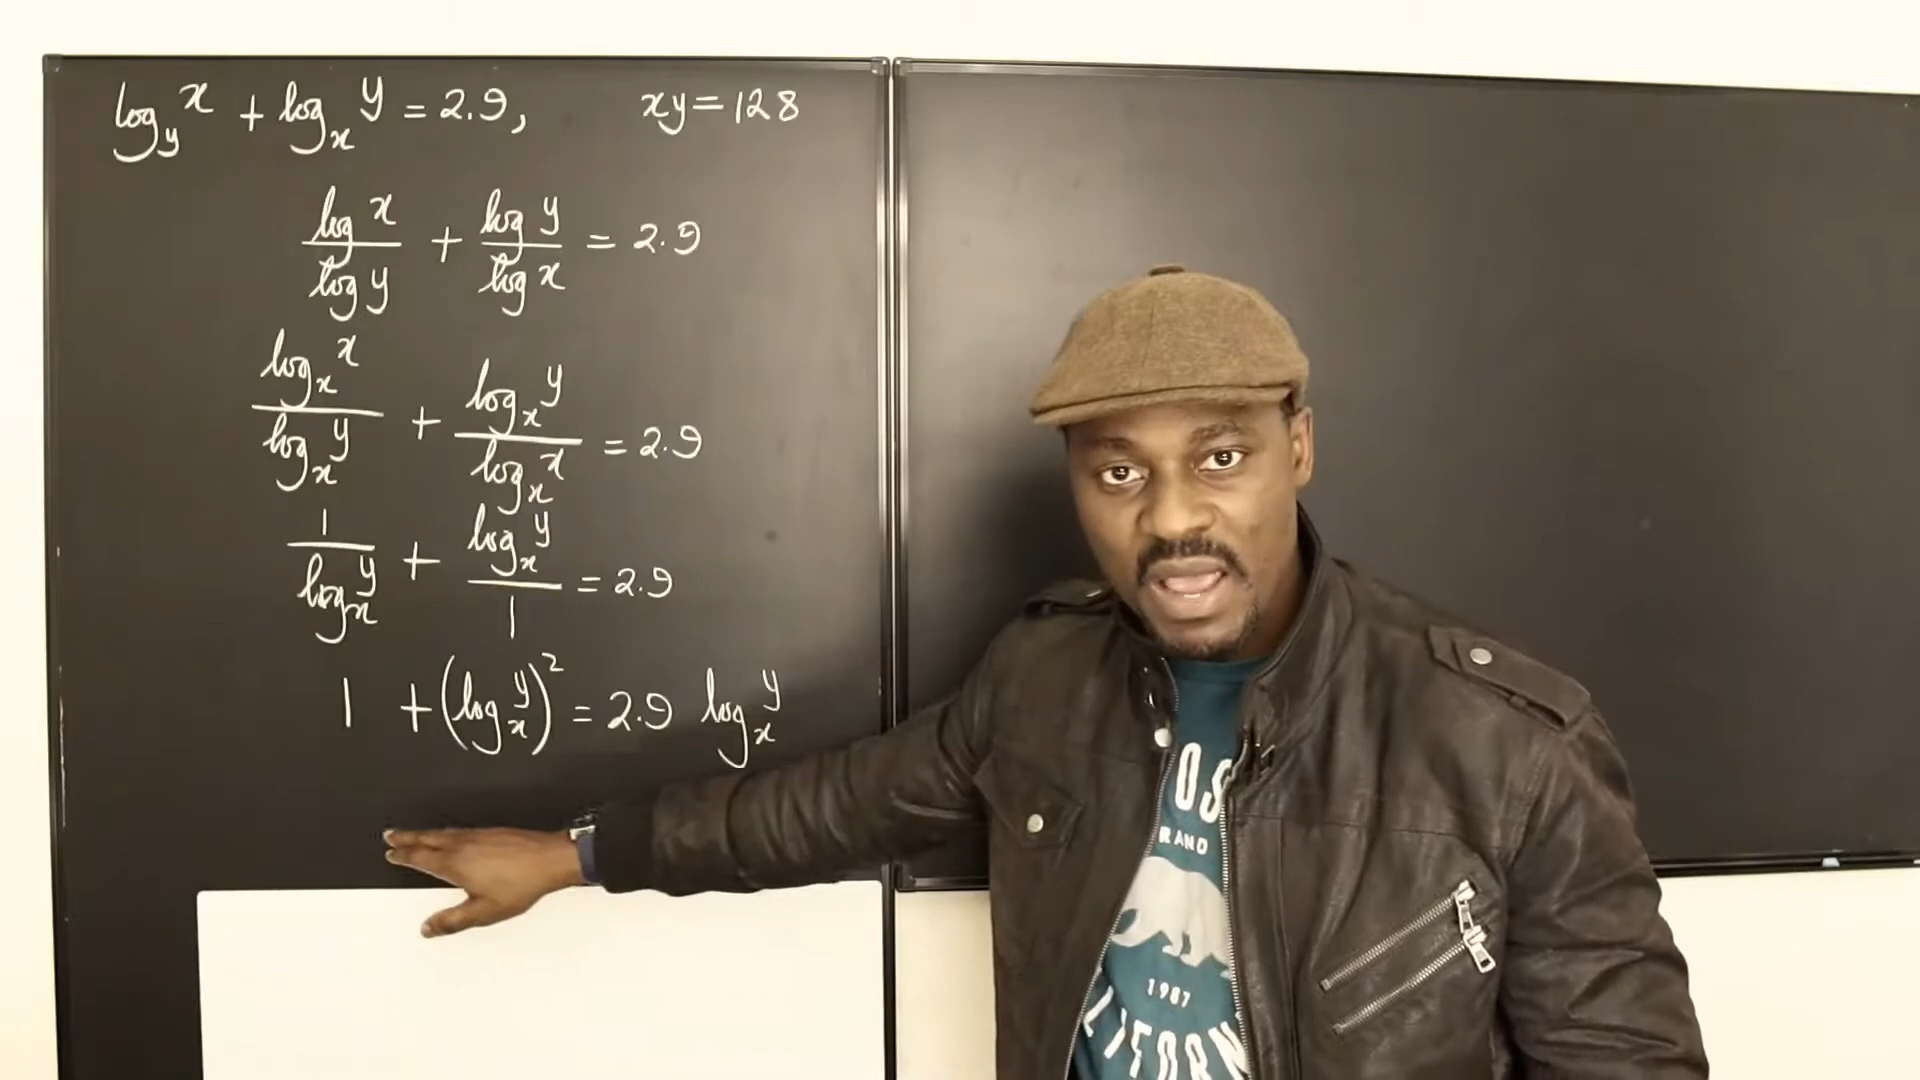 log_y x + log_x y = 2.9, xy = 128
log x / log y + log y / log x = 2.9
log_x x / log_x y + log_x y / log_x x = 2.9
1 / log_x y + log_x y / 1 = 2.9
1 + (log_x y)² = 2.9 log_x y
OS
RAND
1987
LIFORN